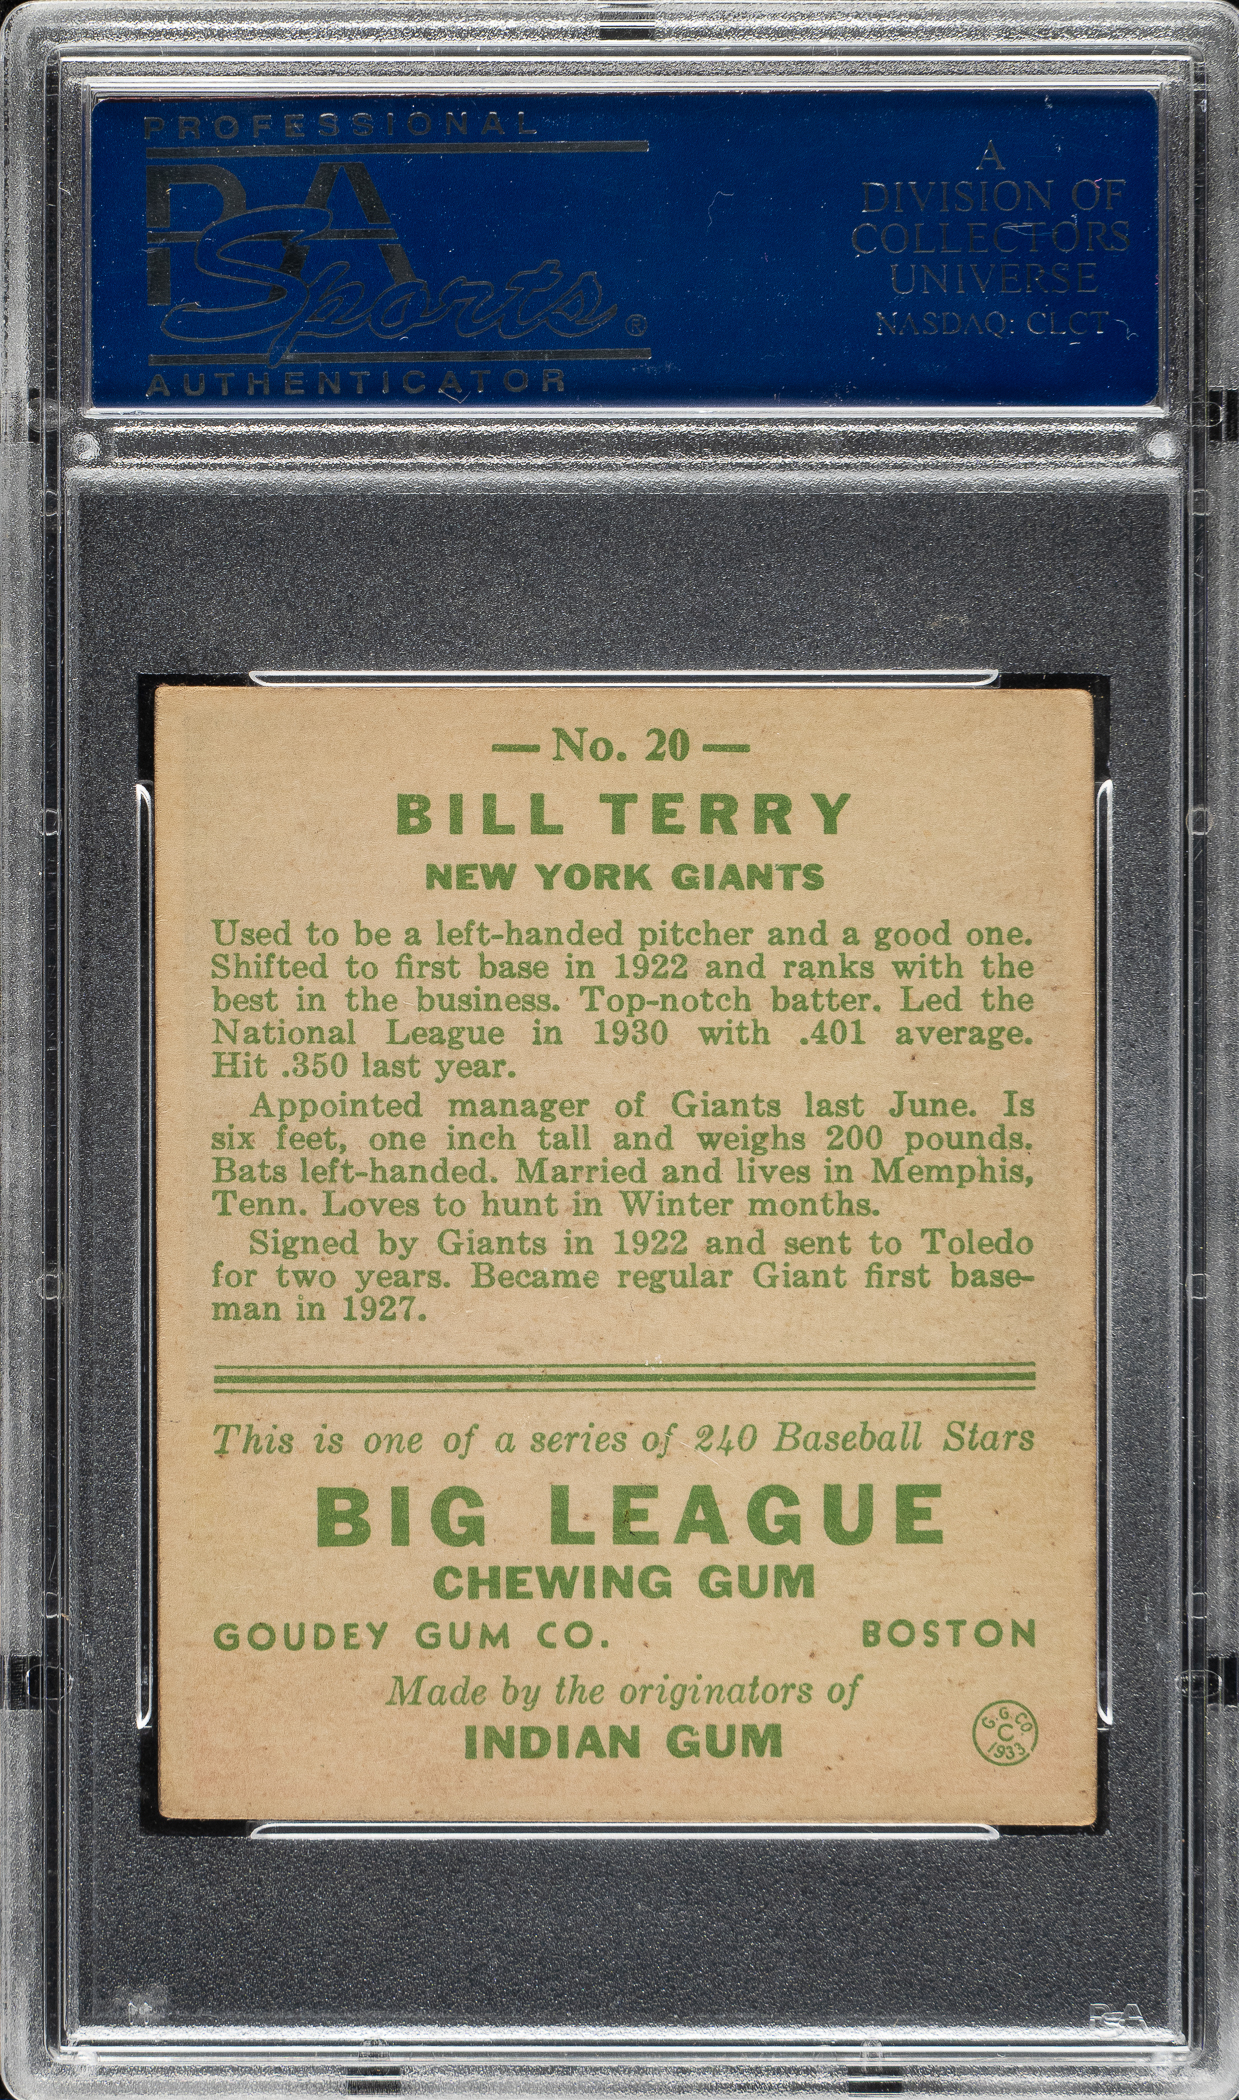 PROFESSIONAL
PSA
Sports®
AUTHENTICATOR
A
DIVISION OF
COLLECTORS
UNIVERSE
NASDAQ: CLCT
— No. 20 —
BILL TERRY
NEW YORK GIANTS
Used to be a left-handed pitcher and a good one.
Shifted to first base in 1922 and ranks with the
best in the business. Top-notch batter. Led the
National League in 1930 with .401 average.
Hit .350 last year.
Appointed manager of Giants last June. Is
six feet, one inch tall and weighs 200 pounds.
Bats left-handed. Married and lives in Memphis,
Tenn. Loves to hunt in Winter months.
Signed by Giants in 1922 and sent to Toledo
for two years. Became regular Giant first base-
man in 1927.
This is one of a series of 240 Baseball Stars
BIG LEAGUE
CHEWING GUM
GOUDEY GUM CO. BOSTON
Made by the originators of
INDIAN GUM
G.G.CO.
C
1933
PSA